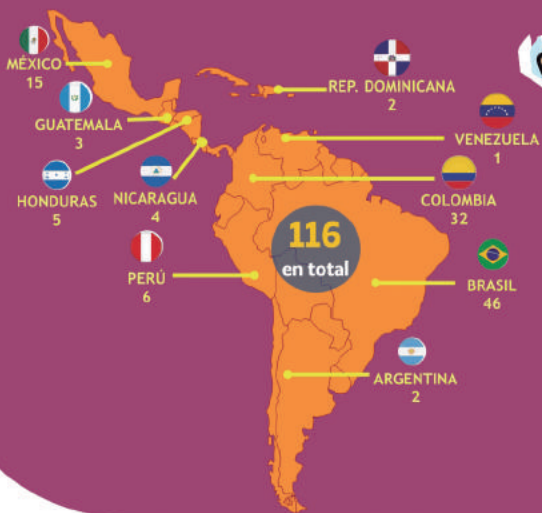 MÉXICO
15
REP. DOMINICANA
2
GUATEMALA
3
VENEZUELA
1
HONDURAS
5
NICARAGUA
4
COLOMBIA
32
116
en total
PERÚ
6
BRASIL
46
ARGENTINA
2